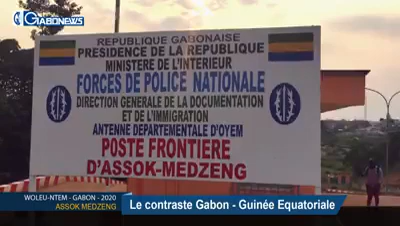 GABONEWS
REPUBLIQUE GABONAISE
PRESIDENCE DE LA REPUBLIQUE
MINISTERE DE L'INTERIEUR
FORCES DE POLICE NATIONALE
DIRECTION GENERALE DE LA DOCUMENTATION
ET DE L'IMMIGRATION
ANTENNE DEPARTEMENTALE D'OYEM
POSTE FRONTIERE
D'ASSOK-MEDZENG
WOLEU-NTEM - GABON - 2020
ASSOK MEDZENG
Le contraste Gabon - Guinée Equatoriale